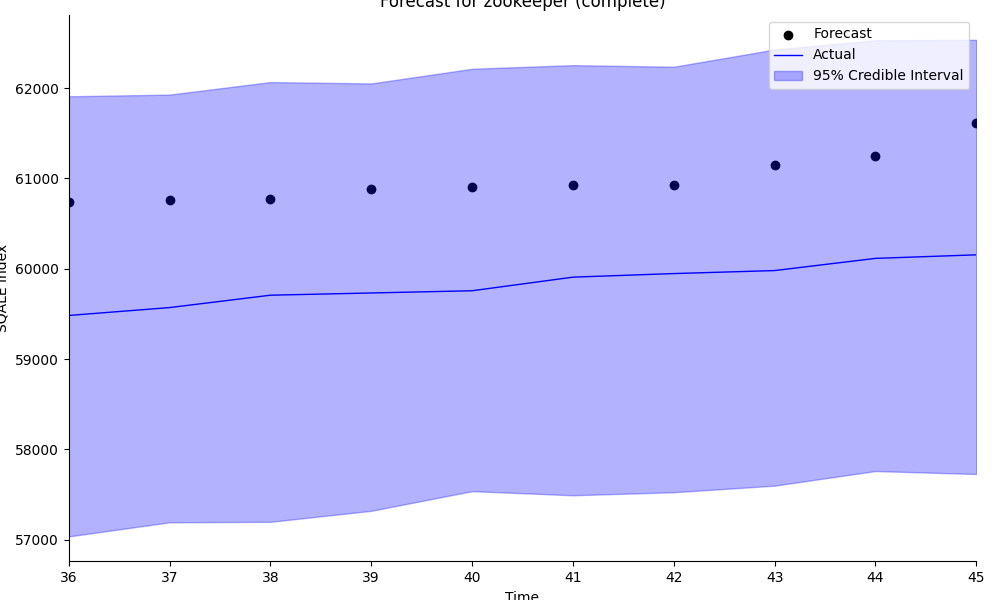 Forecast for zookeeper (complete)
Forecast
Actual
95% Credible Interval
62000
61000
60000
59000
58000
57000
SQALE Index
36 37 38 39 40 41 42 43 44 45
Time